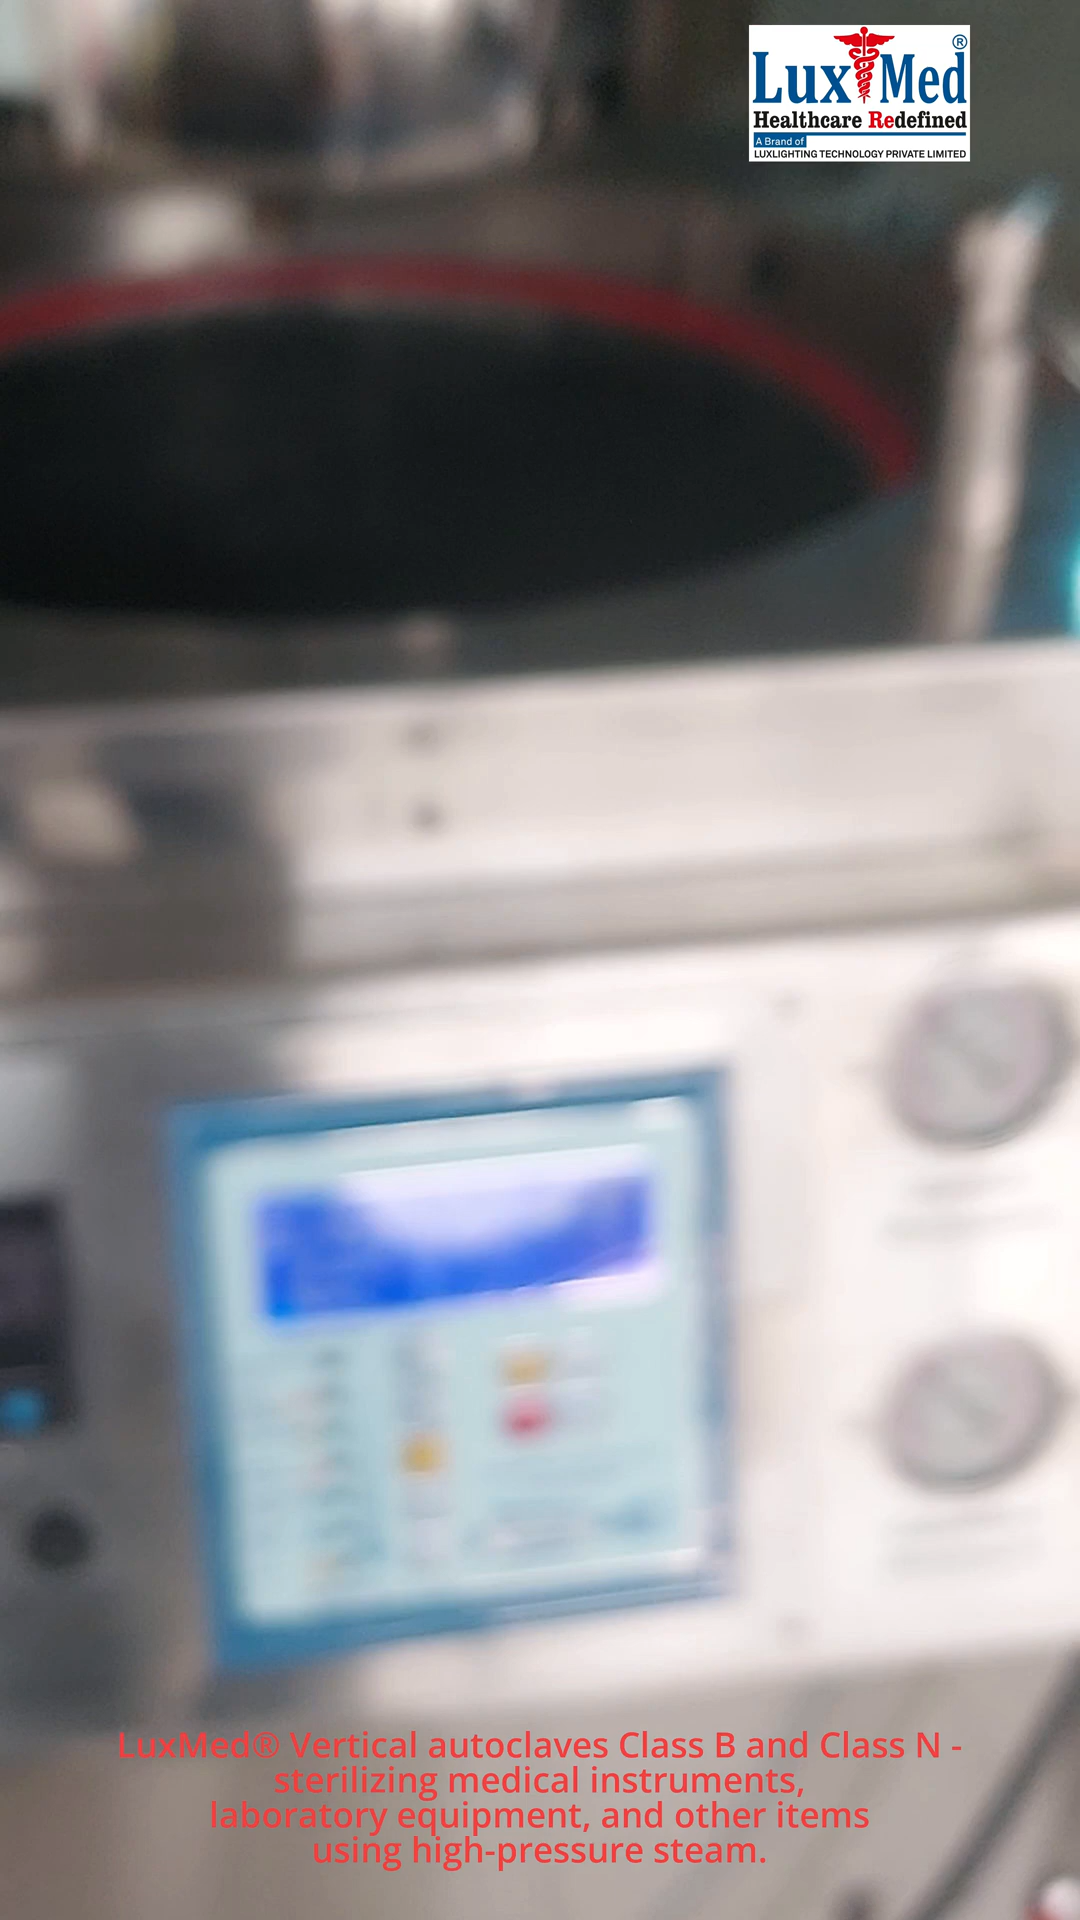 Lux Med ®
Healthcare Redefined
A Brand of
LUXLIGHTING TECHNOLOGY PRIVATE LIMITED
LuxMed® Vertical autoclaves Class B and Class N -
sterilizing medical instruments,
laboratory equipment, and other items
using high-pressure steam.